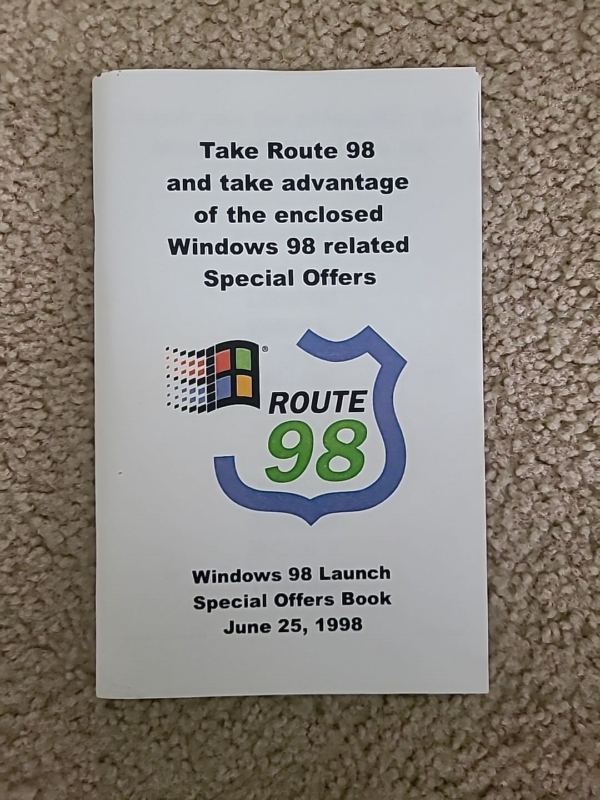 Take Route 98
and take advantage
of the enclosed
Windows 98 related
Special Offers
®
ROUTE
98
Windows 98 Launch
Special Offers Book
June 25, 1998